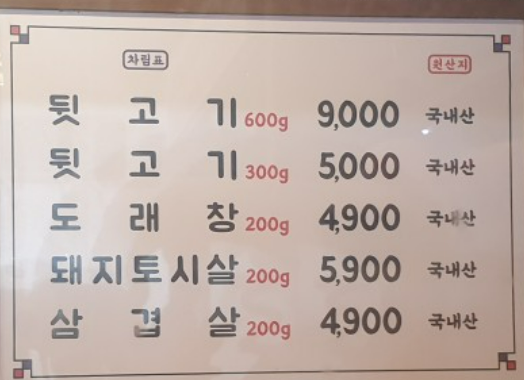 차림표 원산지
뒷고기 600g 9,000 국내산
뒷고기 300g 5,000 국내산
도래창 200g 4,900 국내산
돼지토시살 200g 5,900 국내산
삼겹살 200g 4,900 국내산